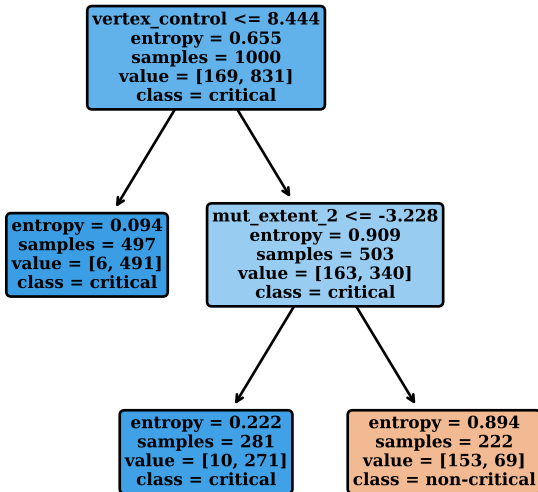 vertex_control <= 8.444
entropy = 0.655
samples = 1000
value = [169, 831]
class = critical
entropy = 0.094
samples = 497
value = [6, 491]
class = critical
mut_extent_2 <= -3.228
entropy = 0.909
samples = 503
value = [163, 340]
class = critical
entropy = 0.222
samples = 281
value = [10, 271]
class = critical
entropy = 0.894
samples = 222
value = [153, 69]
class = non-critical